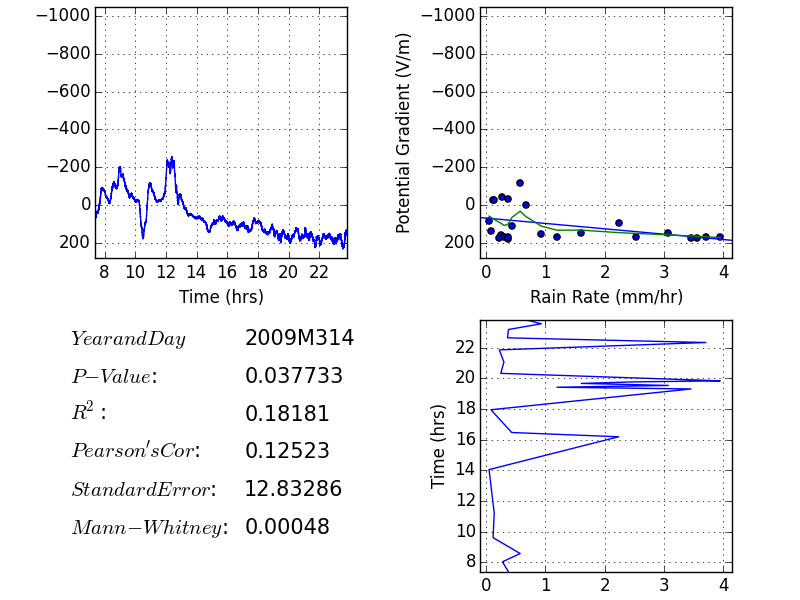 −1000
−800
−600
−400
−200
0
200
8 10 12 14 16 18 20 22
Time (hrs)
Potential Gradient (V/m)
−1000
−800
−600
−400
−200
0
200
0 1 2 3 4
Rain Rate (mm/hr)
YearandDay 2009M314
P−Value: 0.037733
R²: 0.18181
Pearson'sCor: 0.12523
StandardError: 12.83286
Mann−Whitney: 0.00048
Time (hrs)
22
20
18
16
14
12
10
8
0 1 2 3 4